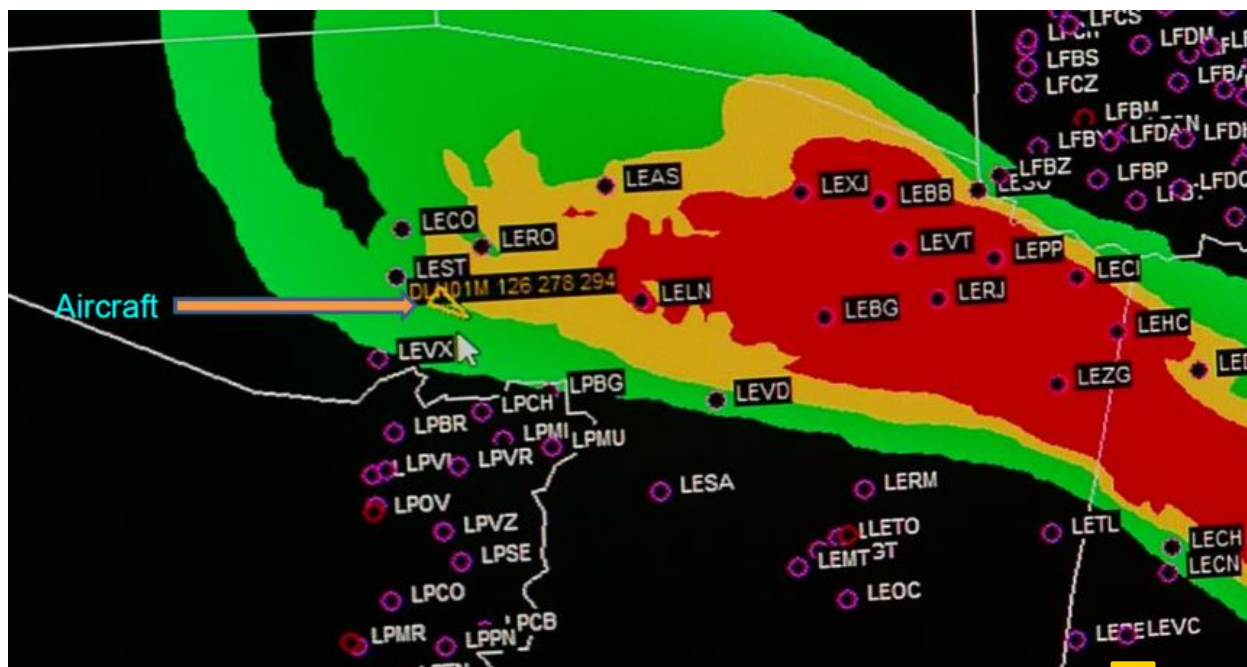 LFCS
LFDM
LFBS
LFCZ
LFBM
LFDAN
LFBZ
LFBP
LEAS
LEXJ
LEBB
LECO
LERO
LEVT
LEPP
LECI
LEST
DLH01M 126 278 294
Aircraft
LELN
LEBG
LERJ
LEHC
LEVX
LEZG
LPBG
LEVD
LPCH
LPBR
LPMI
LPMU
LPVR
LESA
LERM
LPOV
LPVZ
LETO
LETL
LPSE
LEMT
LECH
LECN
LPCO
LEOC
LPMR
LPPN
LEVC